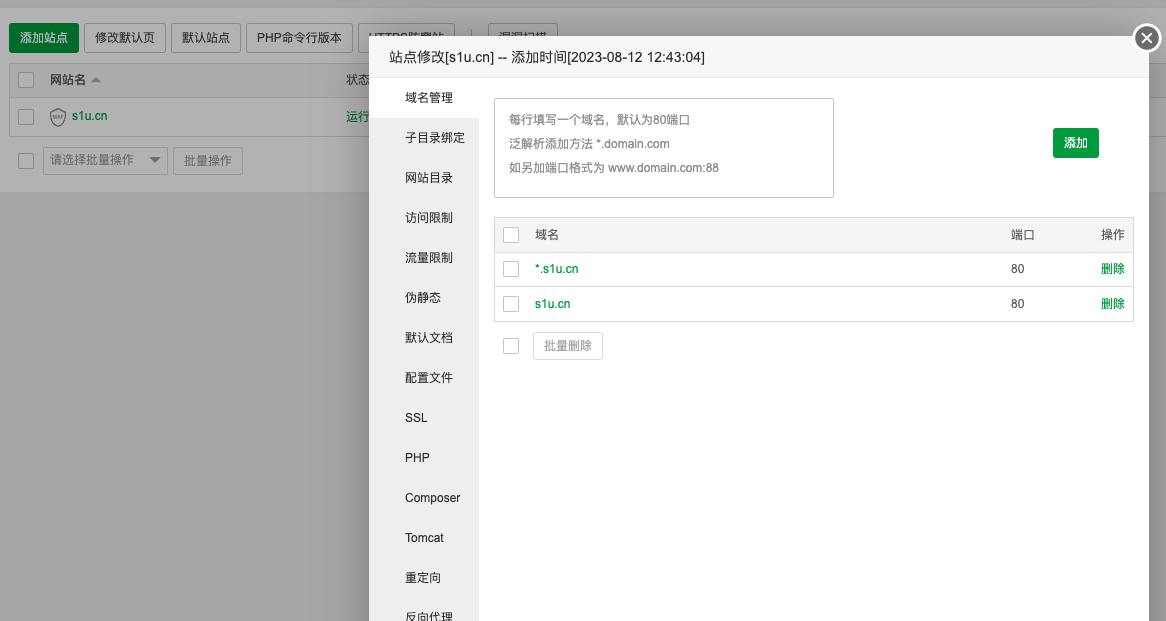 添加站点
修改默认页
默认站点
PHP命令行版本
网站名
状态
s1u.cn
运行
请选择批量操作
批量操作
站点修改[s1u.cn] -- 添加时间[2023-08-12 12:43:04]
域名管理
子目录绑定
网站目录
访问限制
流量限制
伪静态
默认文档
配置文件
SSL
PHP
Composer
Tomcat
重定向
反向代理
每行填写一个域名，默认为80端口
泛解析添加方法 *.domain.com
如另加端口格式为 www.domain.com:88
添加
域名 端口 操作
*.s1u.cn 80 删除
s1u.cn 80 删除
批量删除